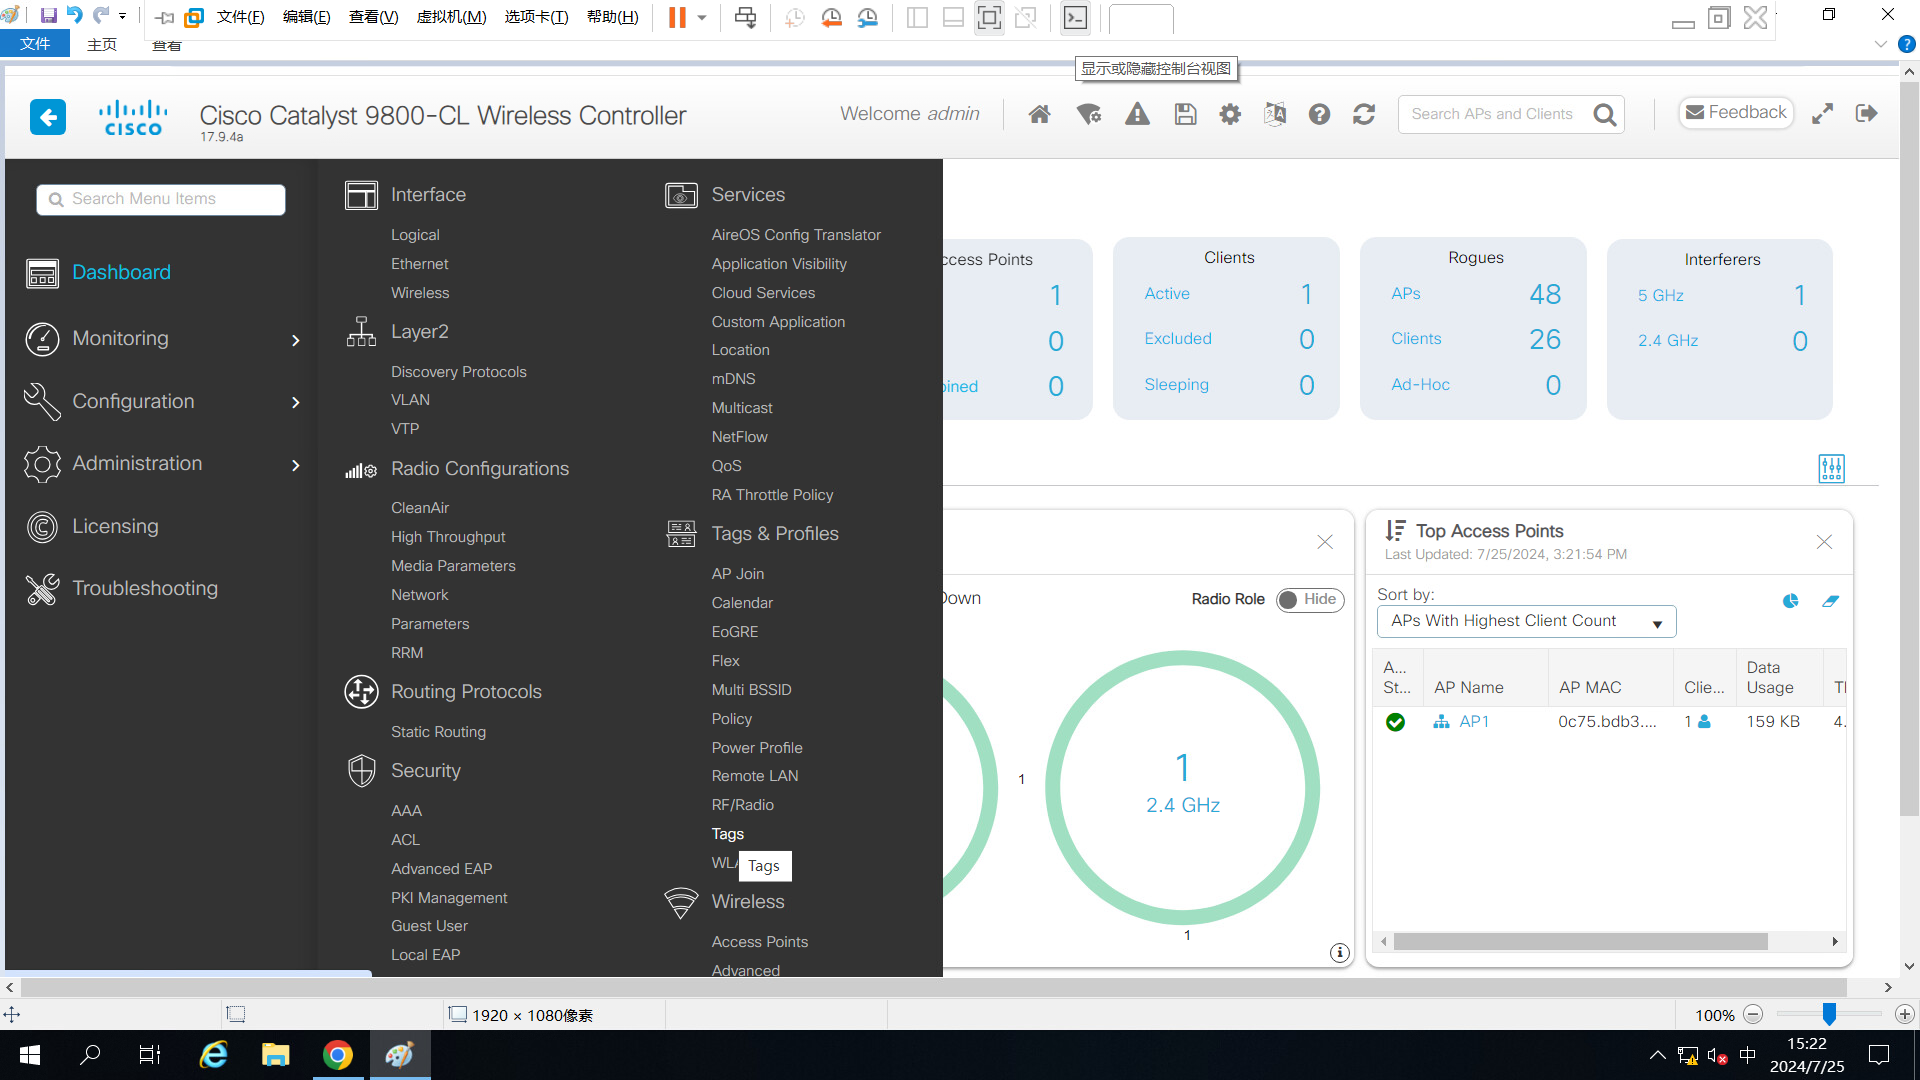 文件(F) 编辑(E) 查看(V) 虚拟机(M) 选项卡(T) 帮助(H)
文件 主页 查看
显示或隐藏控制台视图
cisco
Cisco Catalyst 9800-CL Wireless Controller
17.9.4a
Welcome admin
Search APs and Clients
Feedback
Search Menu Items
Dashboard
Monitoring
Configuration
Administration
Licensing
Troubleshooting
Interface
Logical
Ethernet
Wireless
Layer2
Discovery Protocols
VLAN
VTP
Radio Configurations
CleanAir
High Throughput
Media Parameters
Network
Parameters
RRM
Routing Protocols
Static Routing
Security
AAA
ACL
Advanced EAP
PKI Management
Guest User
Local EAP
Services
AireOS Config Translator
Application Visibility
Cloud Services
Custom Application
Location
mDNS
Multicast
NetFlow
QoS
RA Throttle Policy
Tags & Profiles
AP Join
Calendar
EoGRE
Flex
Multi BSSID
Policy
Power Profile
Remote LAN
RF/Radio
Tags
WLA
Tags
Wireless
Access Points
Advanced
ccess Points
1
0
ined 0
Clients
Active 1
Excluded 0
Sleeping 0
Rogues
APs 48
Clients 26
Ad-Hoc 0
Interferers
5 GHz 1
2.4 GHz 0
Down
Radio Role Hide
1
1
2.4 GHz
1
Top Access Points
Last Updated: 7/25/2024, 3:21:54 PM
Sort by:
APs With Highest Client Count
A... St... AP Name AP MAC Clie... Data Usage
AP1 0c75.bdb3.... 1 159 KB 4.
1920 × 1080像素
100%
中
15:22
2024/7/25